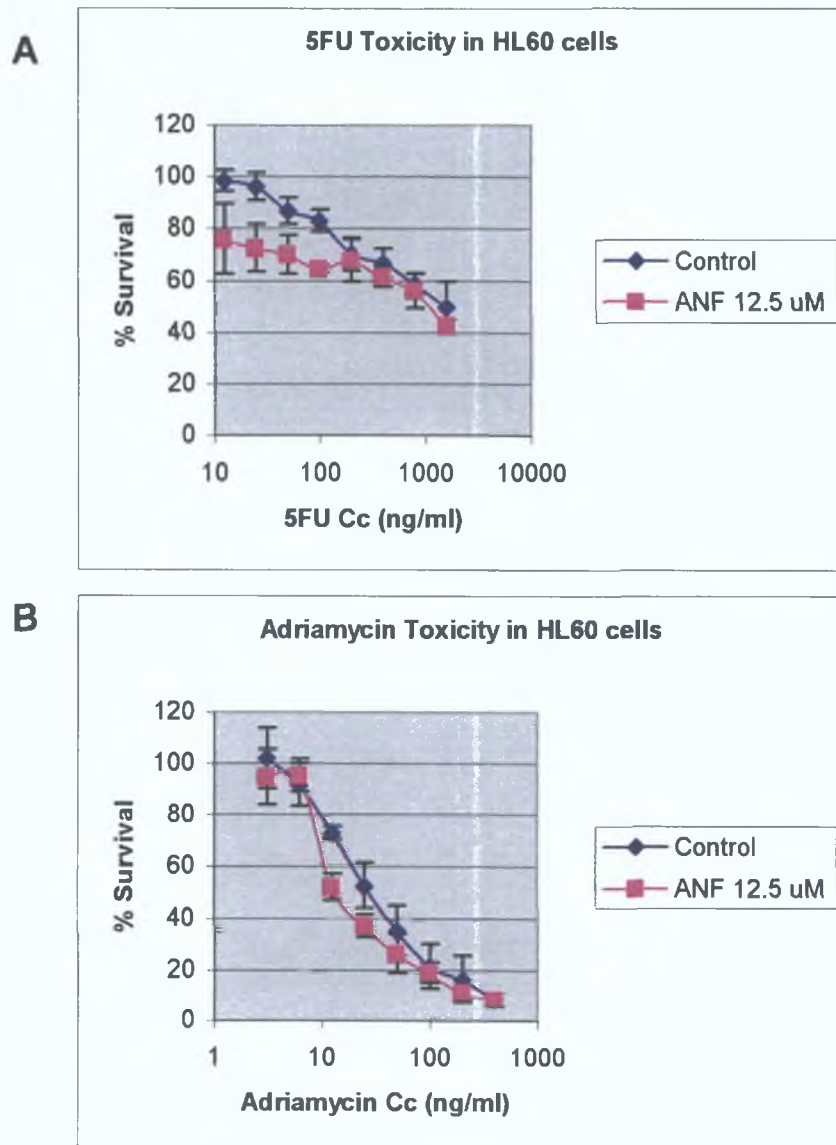 A
5FU Toxicity in HL60 cells
120
100
80
60
40
20
0
% Survival
10 100 1000 10000
5FU Cc (ng/ml)
Control
ANF 12.5 uM
B
Adriamycin Toxicity in HL60 cells
120
100
80
60
40
20
0
% Survival
1 10 100 1000
Adriamycin Cc (ng/ml)
Control
ANF 12.5 uM